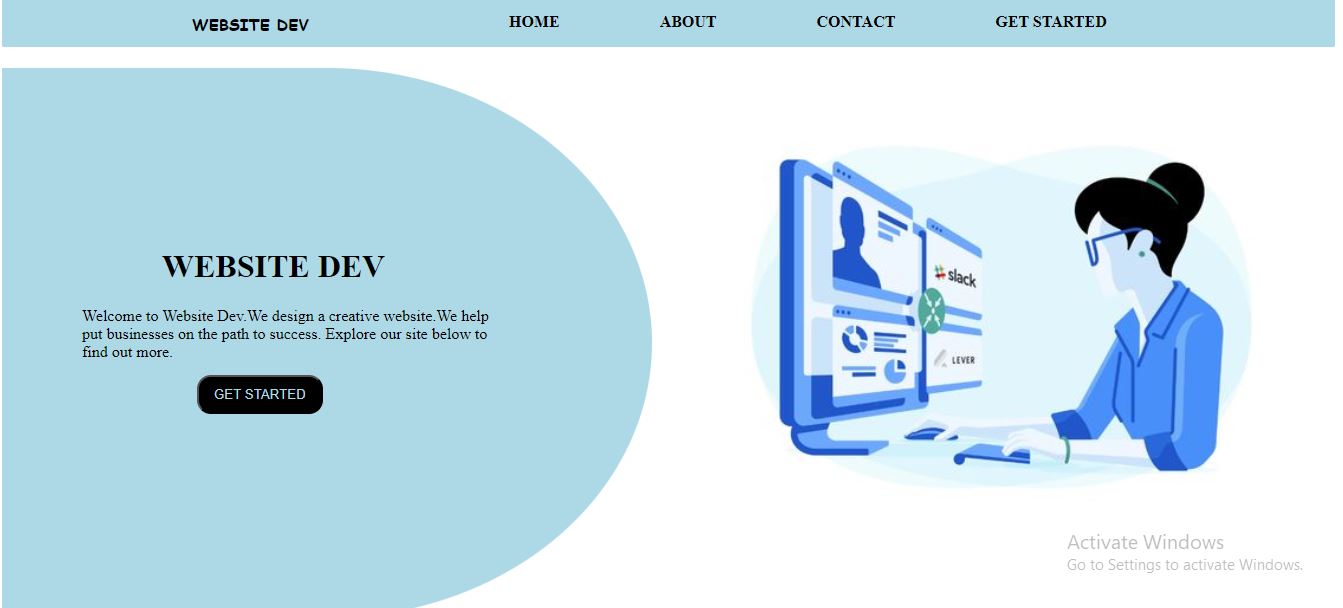 WEBSITE DEV HOME ABOUT CONTACT GET STARTED
WEBSITE DEV
Welcome to Website Dev.We design a creative website.We help
put businesses on the path to success. Explore our site below to
find out more.
GET STARTED
slack
LEVER
Activate Windows
Go to Settings to activate Windows.